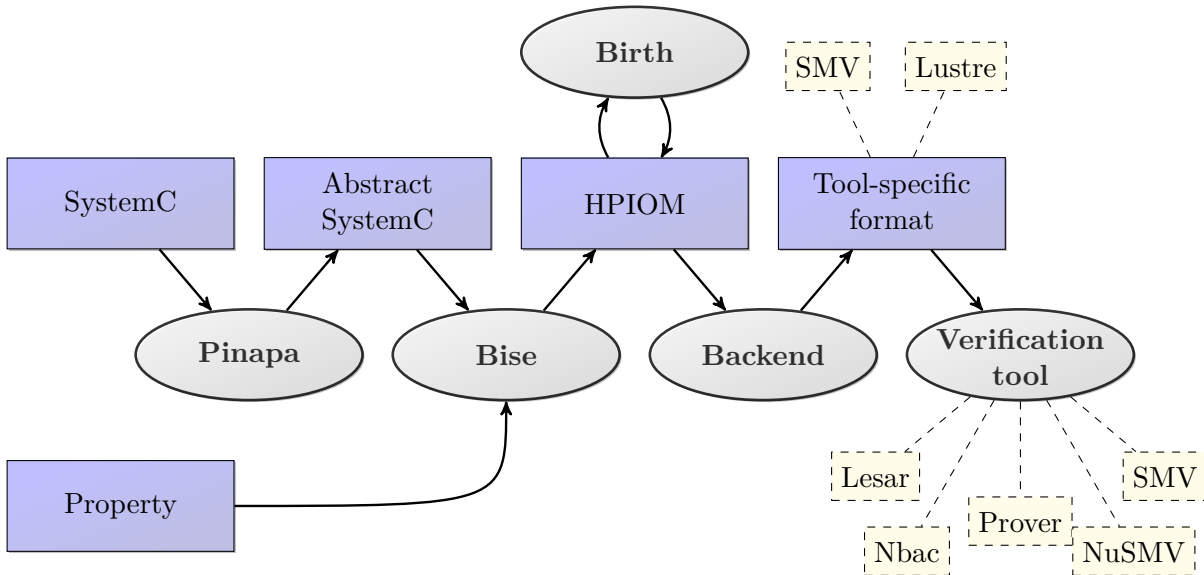 Birth
SMV
Lustre
SystemC
Abstract
SystemC
HPIOM
Tool-specific
format
Pinapa
Bise
Backend
Verification
tool
Property
Lesar
SMV
Prover
Nbac
NuSMV